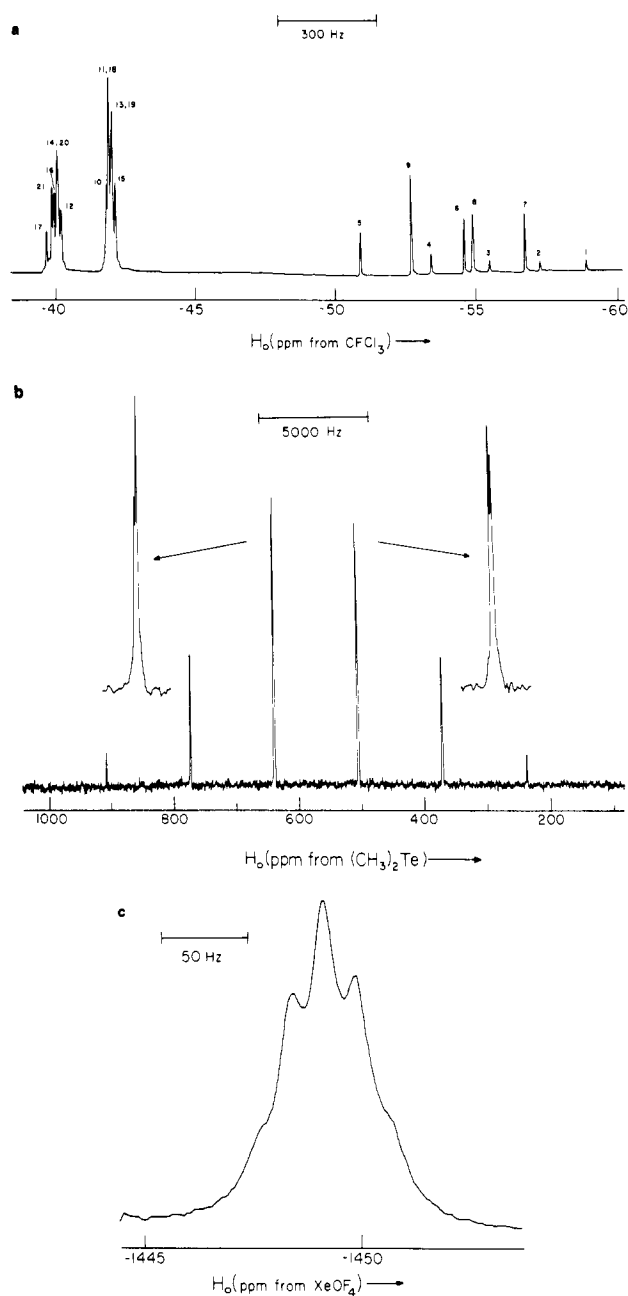 a
300 Hz
11,18
13,19
14,20
16
21
10
15
12
17
9
5
6
8
7
4
3
2
1
-40 -45 -50 -55 -60
H₀(ppm from CFCl₃)
b
5000 Hz
1000 800 600 400 200
H₀(ppm from (CH₃)₂Te)
c
50 Hz
-1445 -1450
H₀(ppm from XeOF₄)